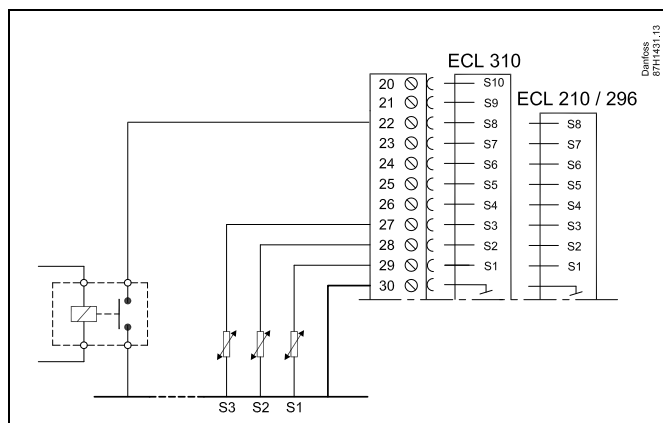 Danfoss
87H1431.13
ECL 310
ECL 210 / 296
20 S10
21 S9
22 S8 S8
23 S7 S7
24 S6 S6
25 S5 S5
26 S4 S4
27 S3 S3
28 S2 S2
29 S1 S1
30
S3 S2 S1